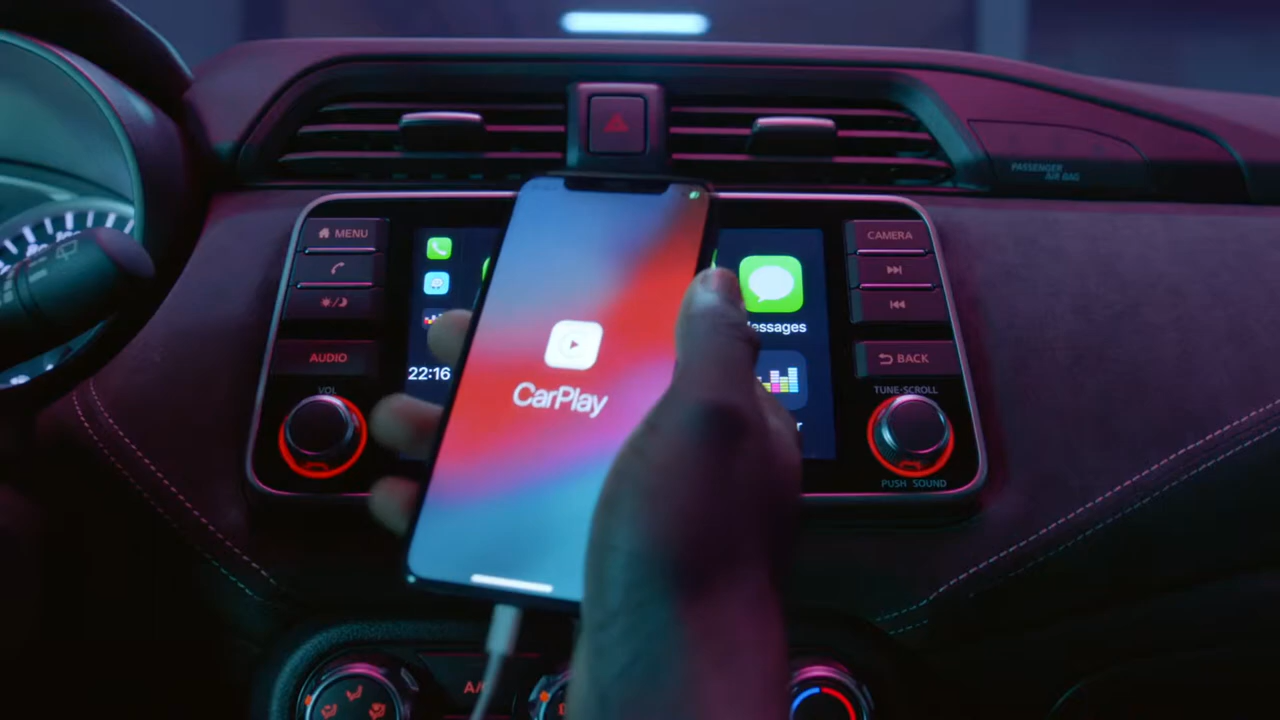 PASSENGER
AIR BAG
MENU
CAMERA
AUDIO
22:16
CarPlay
essages
BACK
VOL
TUNE-SCROLL
r
PUSH SOUND
A/